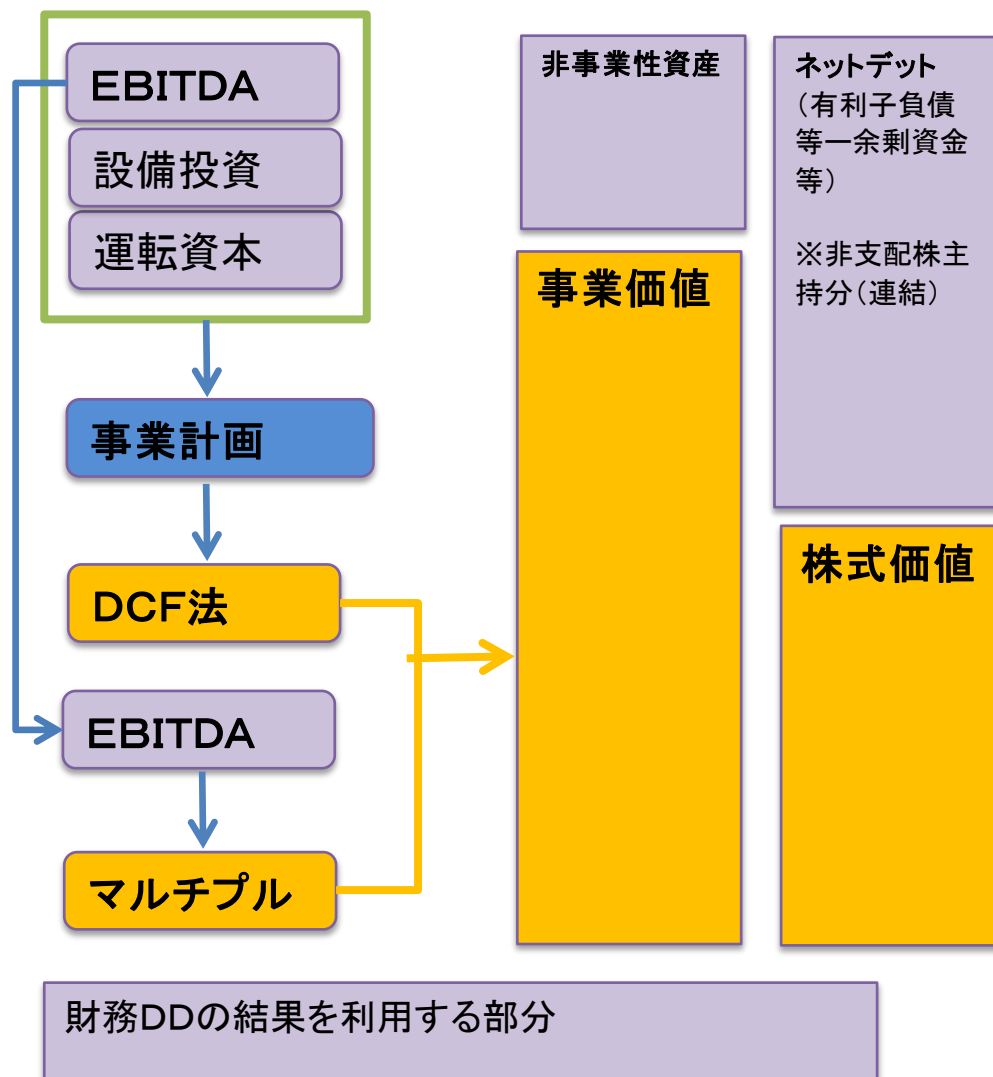 EBITDA
設備投資
運転資本
事業計画
DCF法
EBITDA
マルチプル
非事業性資産
事業価値
ネットデット
（有利子負債
等ー余剰資金
等）
※非支配株主
持分（連結）
株式価値
財務DDの結果を利用する部分